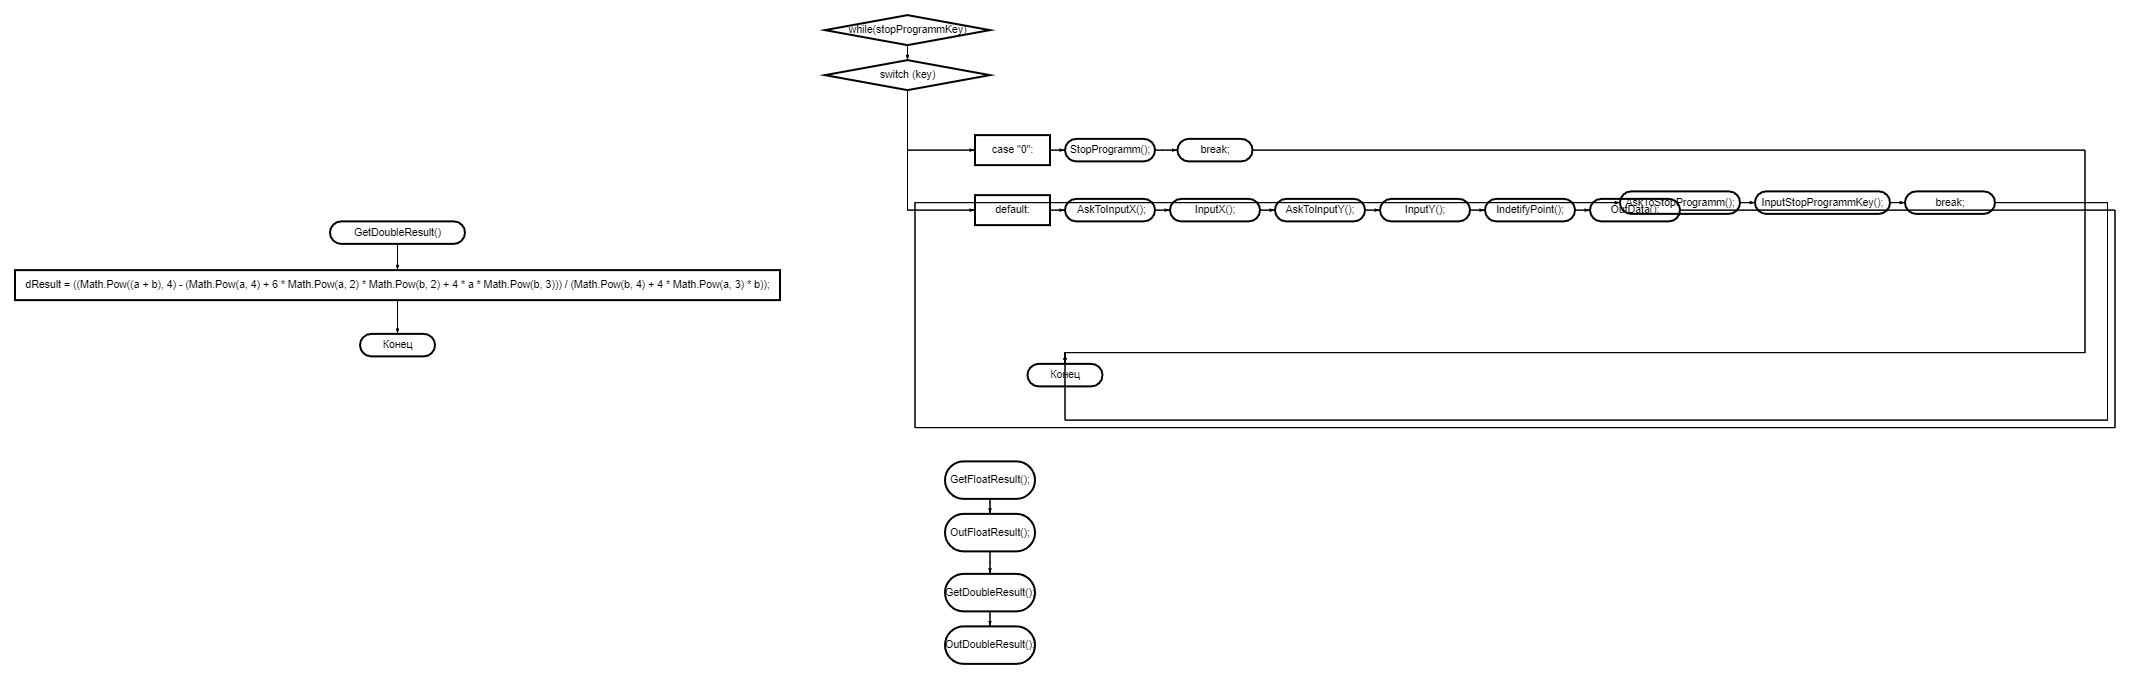 while(stopProgrammKey)
switch (key)
case "0":
StopProgramm();
break;
default:
AskToInputX();
InputX();
AskToInputY();
InputY();
IndetifyPoint();
OutData();
AskToStopProgramm();
InputStopProgrammKey();
break;
GetDoubleResult()
dResult = ((Math.Pow((a + b), 4) - (Math.Pow(a, 4) + 6 * Math.Pow(a, 2) * Math.Pow(b, 2) + 4 * a * Math.Pow(b, 3))) / (Math.Pow(b, 4) + 4 * Math.Pow(a, 3) * b));
Конец
Конец
GetFloatResult();
OutFloatResult();
GetDoubleResult();
OutDoubleResult();